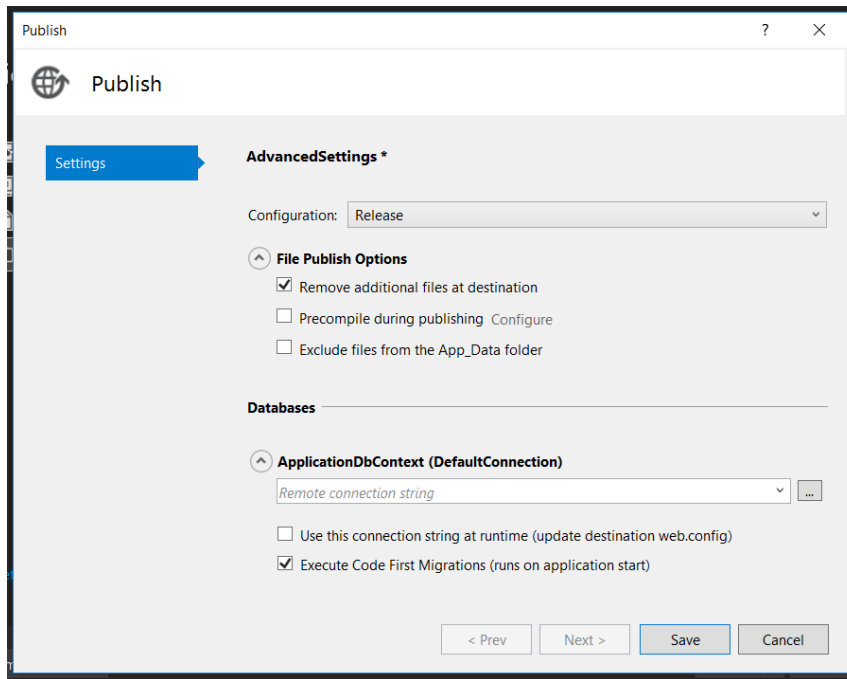 Publish ?
Publish
Settings
AdvancedSettings *
Configuration: Release
File Publish Options
Remove additional files at destination
Precompile during publishing Configure
Exclude files from the App_Data folder
Databases
ApplicationDbContext (DefaultConnection)
Remote connection string ...
Use this connection string at runtime (update destination web.config)
Execute Code First Migrations (runs on application start)
< Prev Next > Save Cancel